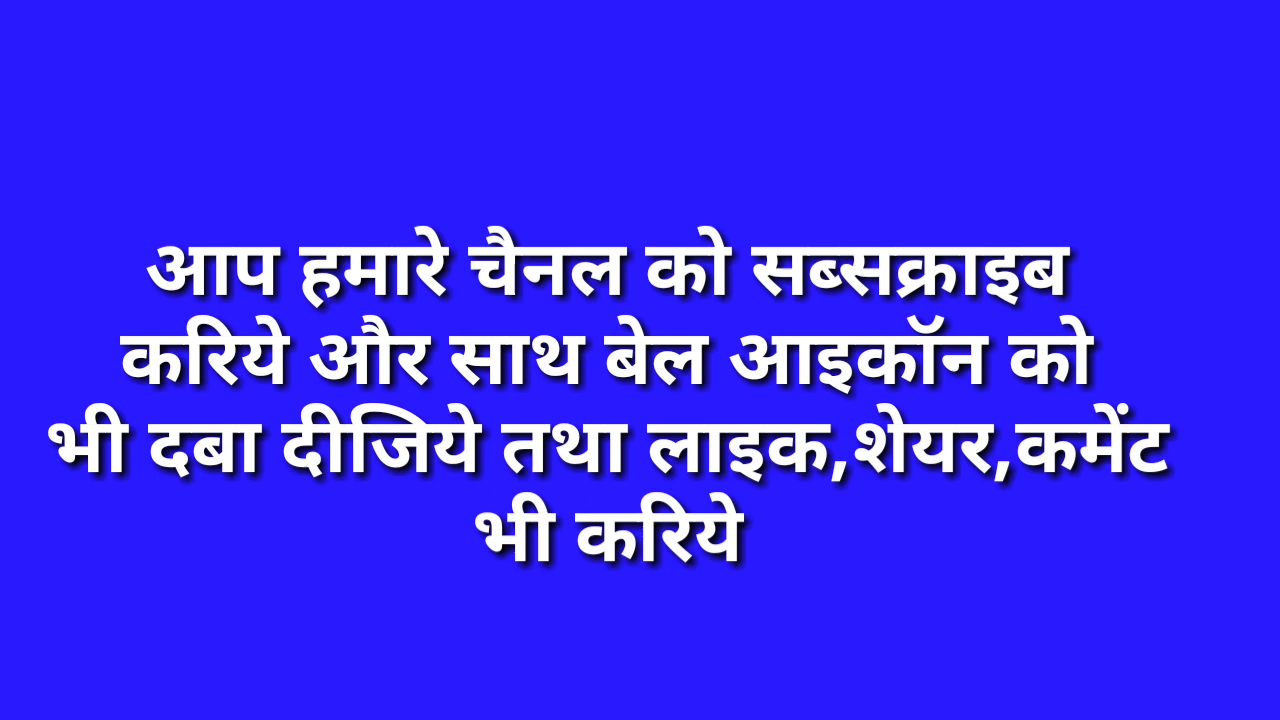 आप हमारे चैनल को सब्सक्राइब
करिये और साथ बेल आइकॉन को
भी दबा दीजिये तथा लाइक,शेयर,कमेंट
भी करिये